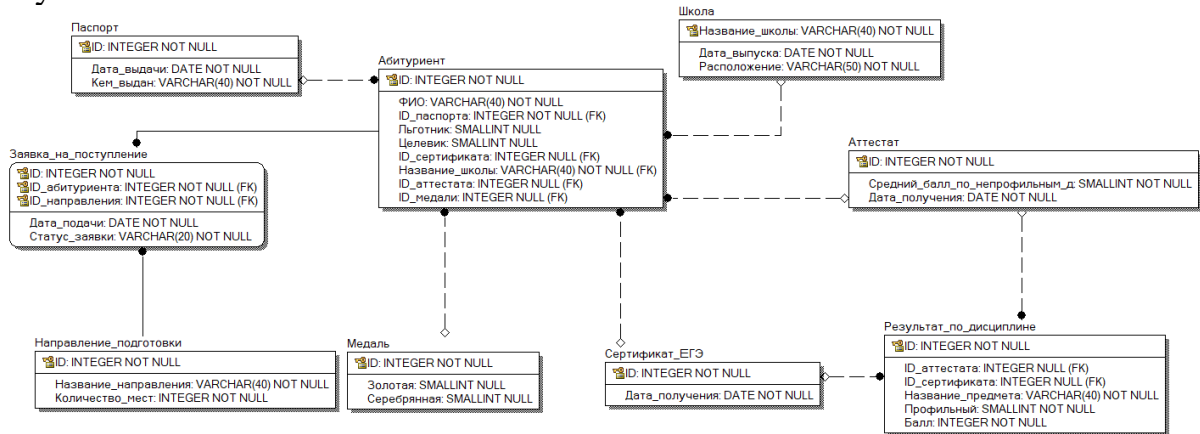 Паспорт
ID: INTEGER NOT NULL
Дата_выдачи: DATE NOT NULL
Кем_выдан: VARCHAR(40) NOT NULL
Школа
Название_школы: VARCHAR(40) NOT NULL
Дата_выпуска: DATE NOT NULL
Расположение: VARCHAR(50) NOT NULL
Абитуриент
ID: INTEGER NOT NULL
ФИО: VARCHAR(40) NOT NULL
ID_паспорта: INTEGER NOT NULL (FK)
Льготник: SMALLINT NULL
Целевик: SMALLINT NULL
ID_сертификата: INTEGER NULL (FK)
Название_школы: VARCHAR(40) NOT NULL (FK)
ID_аттестата: INTEGER NULL (FK)
ID_медали: INTEGER NULL (FK)
Заявка_на_поступление
ID: INTEGER NOT NULL
ID_абитуриента: INTEGER NOT NULL (FK)
ID_направления: INTEGER NOT NULL (FK)
Дата_подачи: DATE NOT NULL
Статус_заявки: VARCHAR(20) NOT NULL
Аттестат
ID: INTEGER NOT NULL
Средний_балл_по_непрофильным_д: SMALLINT NOT NULL
Дата_получения: DATE NOT NULL
Направление_подготовки
ID: INTEGER NOT NULL
Название_направления: VARCHAR(40) NOT NULL
Количество_мест: INTEGER NOT NULL
Медаль
ID: INTEGER NOT NULL
Золотая: SMALLINT NULL
Серебрянная: SMALLINT NULL
Сертификат_ЕГЭ
ID: INTEGER NOT NULL
Дата_получения: DATE NOT NULL
Результат_по_дисциплине
ID: INTEGER NOT NULL
ID_аттестата: INTEGER NULL (FK)
ID_сертификата: INTEGER NULL (FK)
Название_предмета: VARCHAR(40) NOT NULL
Профильный: SMALLINT NOT NULL
Балл: INTEGER NOT NULL